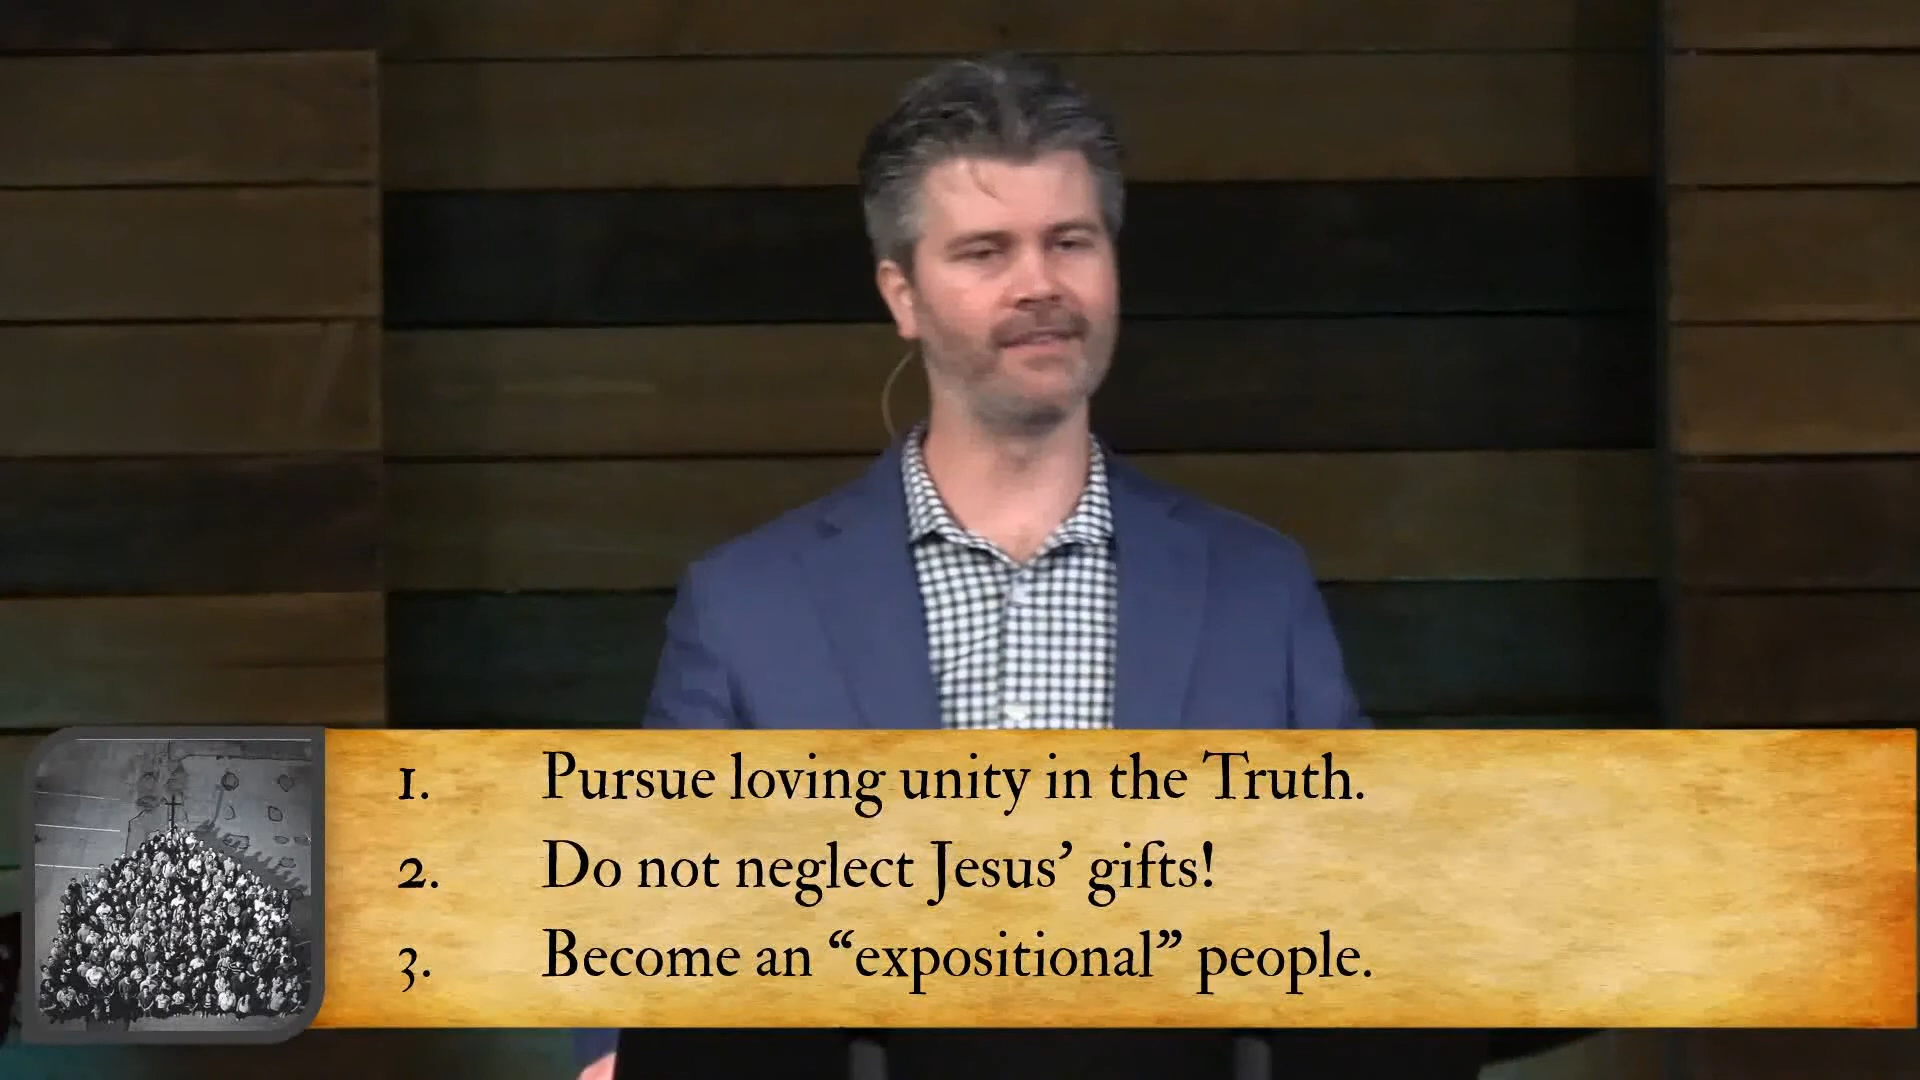 1. Pursue loving unity in the Truth.
2. Do not neglect Jesus’ gifts!
3. Become an “expositional” people.